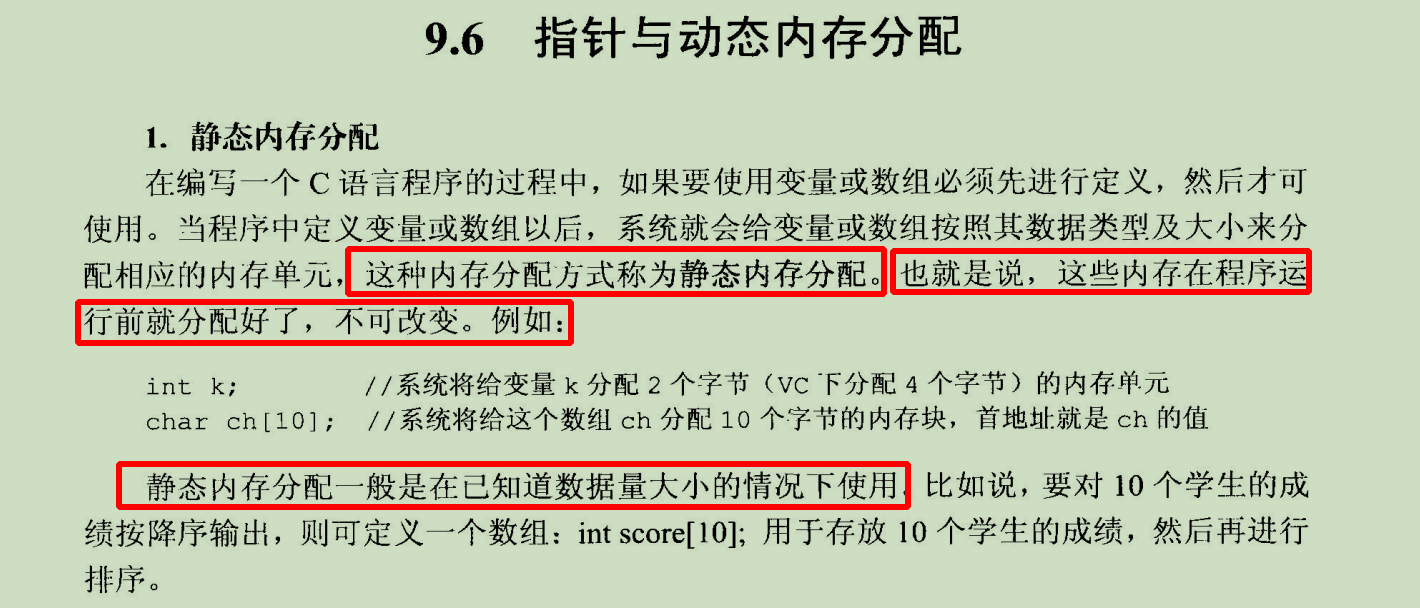 9.6 指针与动态内存分配
1. 静态内存分配
在编写一个 C 语言程序的过程中，如果要使用变量或数组必须先进行定义，然后才可
使用。当程序中定义变量或数组以后，系统就会给变量或数组按照其数据类型及大小来分
配相应的内存单元，这种内存分配方式称为静态内存分配。也就是说，这些内存在程序运
行前就分配好了，不可改变。例如：
int k; //系统将给变量 k 分配 2 个字节（VC 下分配 4 个字节）的内存单元
char ch[10]; //系统将给这个数组 ch 分配 10 个字节的内存块，首地址就是 ch 的值
静态内存分配一般是在已知道数据量大小的情况下使用。比如说，要对 10 个学生的成
绩按降序输出，则可定义一个数组：int score[10]; 用于存放 10 个学生的成绩，然后再进行
排序。